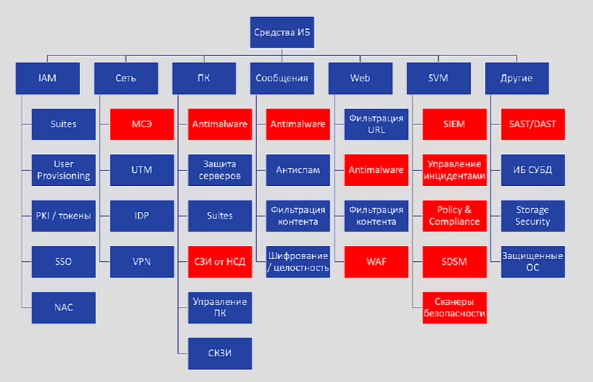 Средства ИБ
IAM
Сеть
ПК
Сообщения
Web
SVM
Другие
Suites
User
Provisioning
PKI / токены
SSO
NAC
МСЭ
UTM
IDP
VPN
Antimalware
Защита
серверов
Suites
СЗИ от НСД
Управление
ПК
СКЗИ
Antimalware
Антиспам
Фильтрация
контента
Шифрование
/ целостность
Фильтрация
URL
Antimalware
Фильтрация
контента
WAF
SIEM
Управление
инцидентами
Policy &
Compliance
SDSM
Сканеры
безопасности
SAST/DAST
ИБ СУБД
Storage
Security
Защищенные
ОС